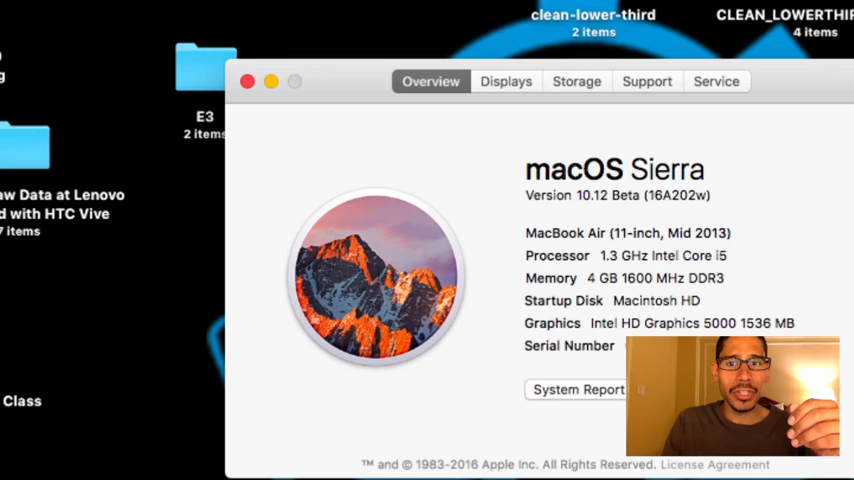 clean-lower-third
2 items
CLEAN_LOWERTHIR
4 items
g
E3
2 items
aw Data at Lenovo
d with HTC Vive
7 items
Class
Overview
Displays
Storage
Support
Service
macOS Sierra
Version 10.12 Beta (16A202w)
MacBook Air (11-inch, Mid 2013)
Processor 1.3 GHz Intel Core i5
Memory 4 GB 1600 MHz DDR3
Startup Disk Macintosh HD
Graphics Intel HD Graphics 5000 1536 MB
Serial Number
System Report
™ and © 1983-2016 Apple Inc. All Rights Reserved. License Agreement